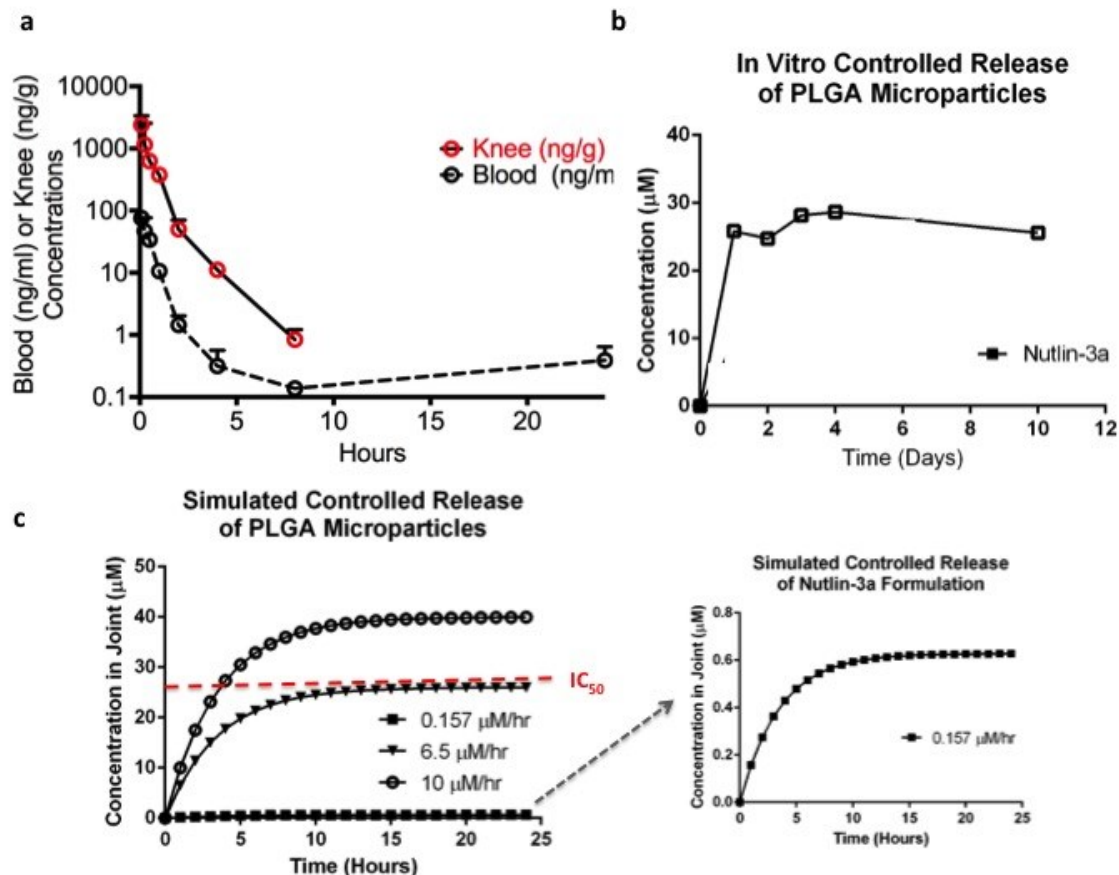 a
10000
1000
100
10
1
0.1
Blood (ng/ml) or Knee (ng/g)
Concentrations
0 5 10 15 20
Hours
Knee (ng/g)
Blood (ng/m
b
In Vitro Controlled Release
of PLGA Microparticles
40
30
20
10
0
Concentration (µM)
Nutlin-3a
0 2 4 6 8 10 12
Time (Days)
c
Simulated Controlled Release
of PLGA Microparticles
50
40
30
20
10
0
Concentration in Joint (µM)
IC50
0.157 µM/hr
6.5 µM/hr
10 µM/hr
0 5 10 15 20 25
Time (Hours)
Simulated Controlled Release
of Nutlin-3a Formulation
0.8
0.6
0.4
0.2
0.0
Concentration in Joint (µM)
0.157 µM/hr
0 5 10 15 20 25
Time (Hours)